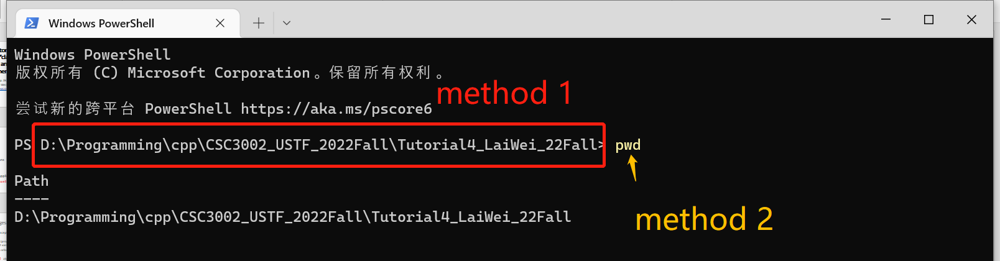 Windows PowerShell
Windows PowerShell
版权所有 (C) Microsoft Corporation。保留所有权利。
method 1
尝试新的跨平台 PowerShell https://aka.ms/pscore6
PS D:\Programming\cpp\CSC3002_USTF_2022Fall\Tutorial4_LaiWei_22Fall> pwd
Path
----
D:\Programming\cpp\CSC3002_USTF_2022Fall\Tutorial4_LaiWei_22Fall
method 2